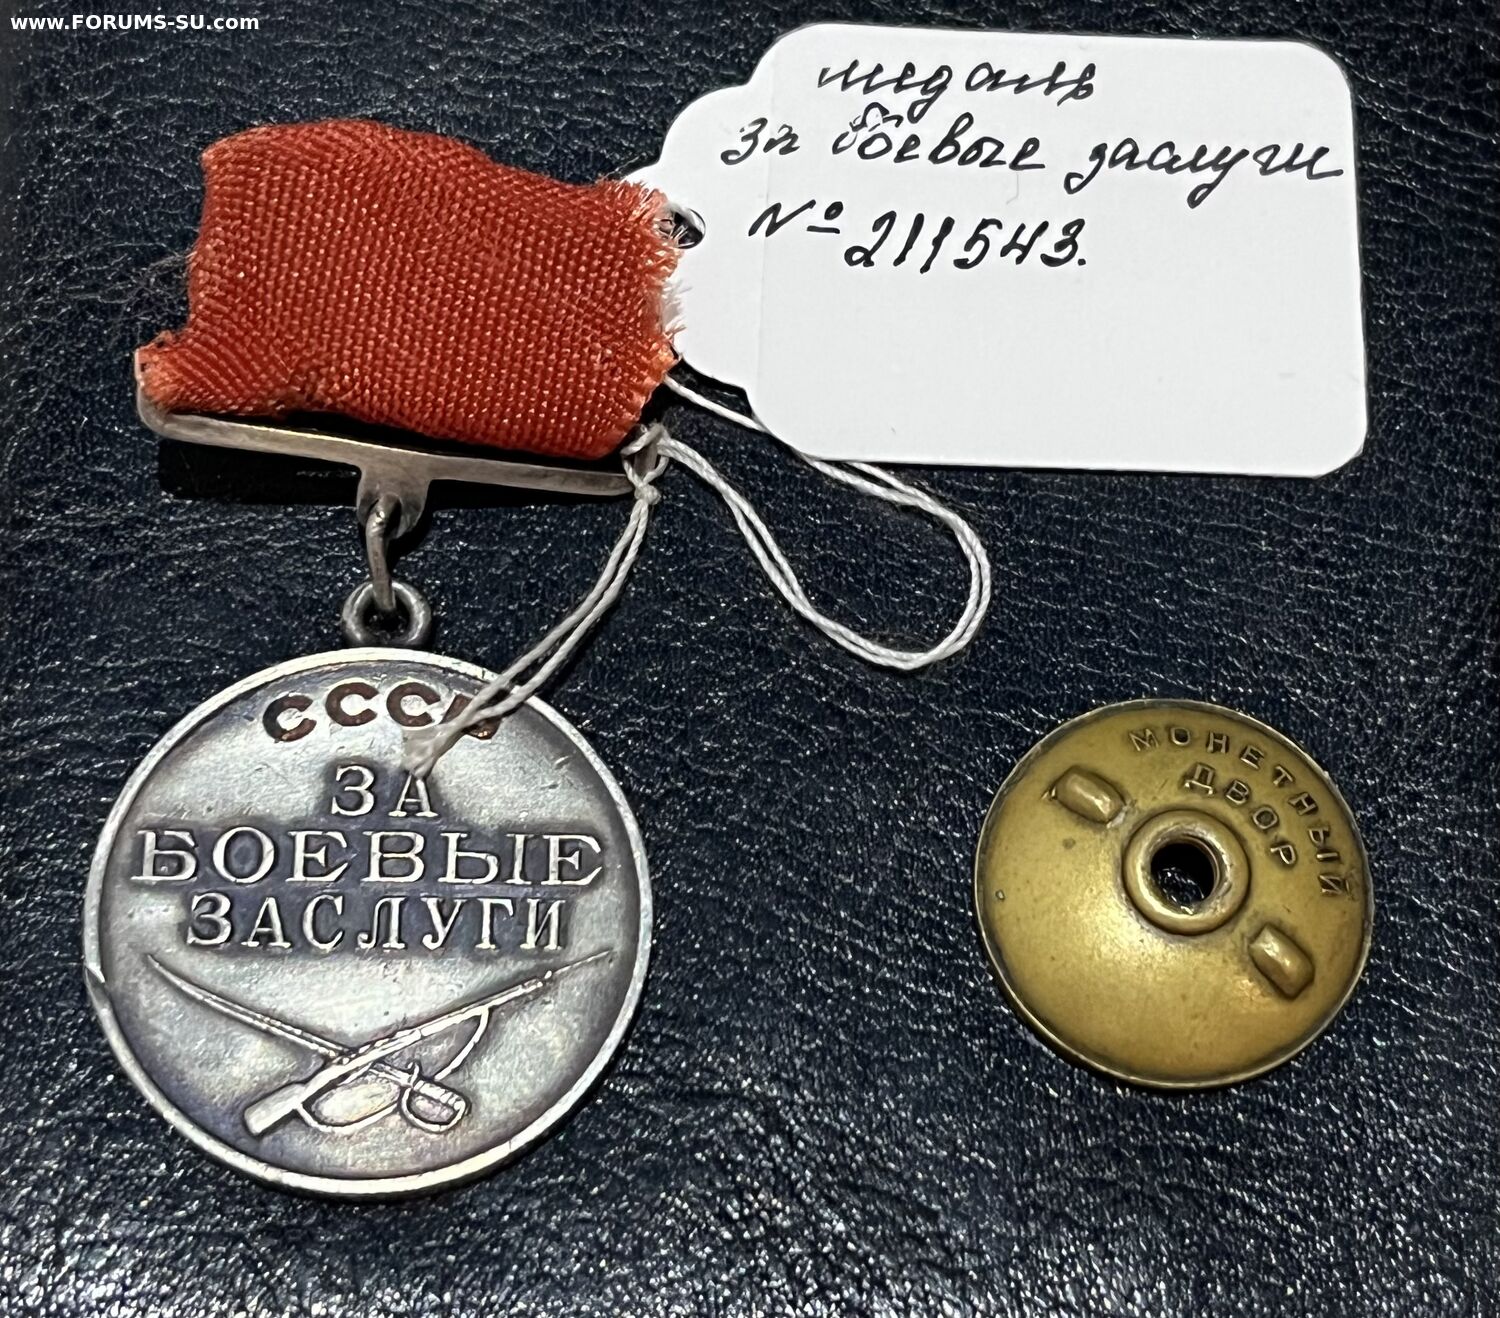 www.FORUMS-SU.com
медаль
за боевые заслуги
№ 211543.
СССР
ЗА
БОЕВЫЕ
ЗАСЛУГИ
МОНЕТНЫЙ
ДВОР